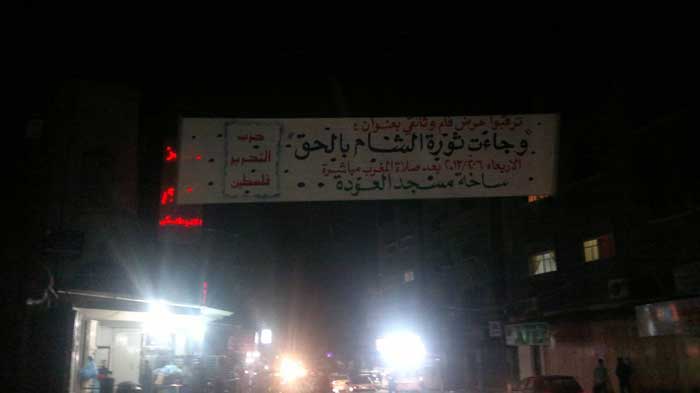 ترقبوا عرض فلم وثائقي بعنوان:
"وجاءت ثورة الشام بالحق"
الاربعاء ٢٠١٣/٢/٦ بعد صلاة المغرب مباشرة
ساحة مسجد العودة
حزب
التحرير
فلسطين